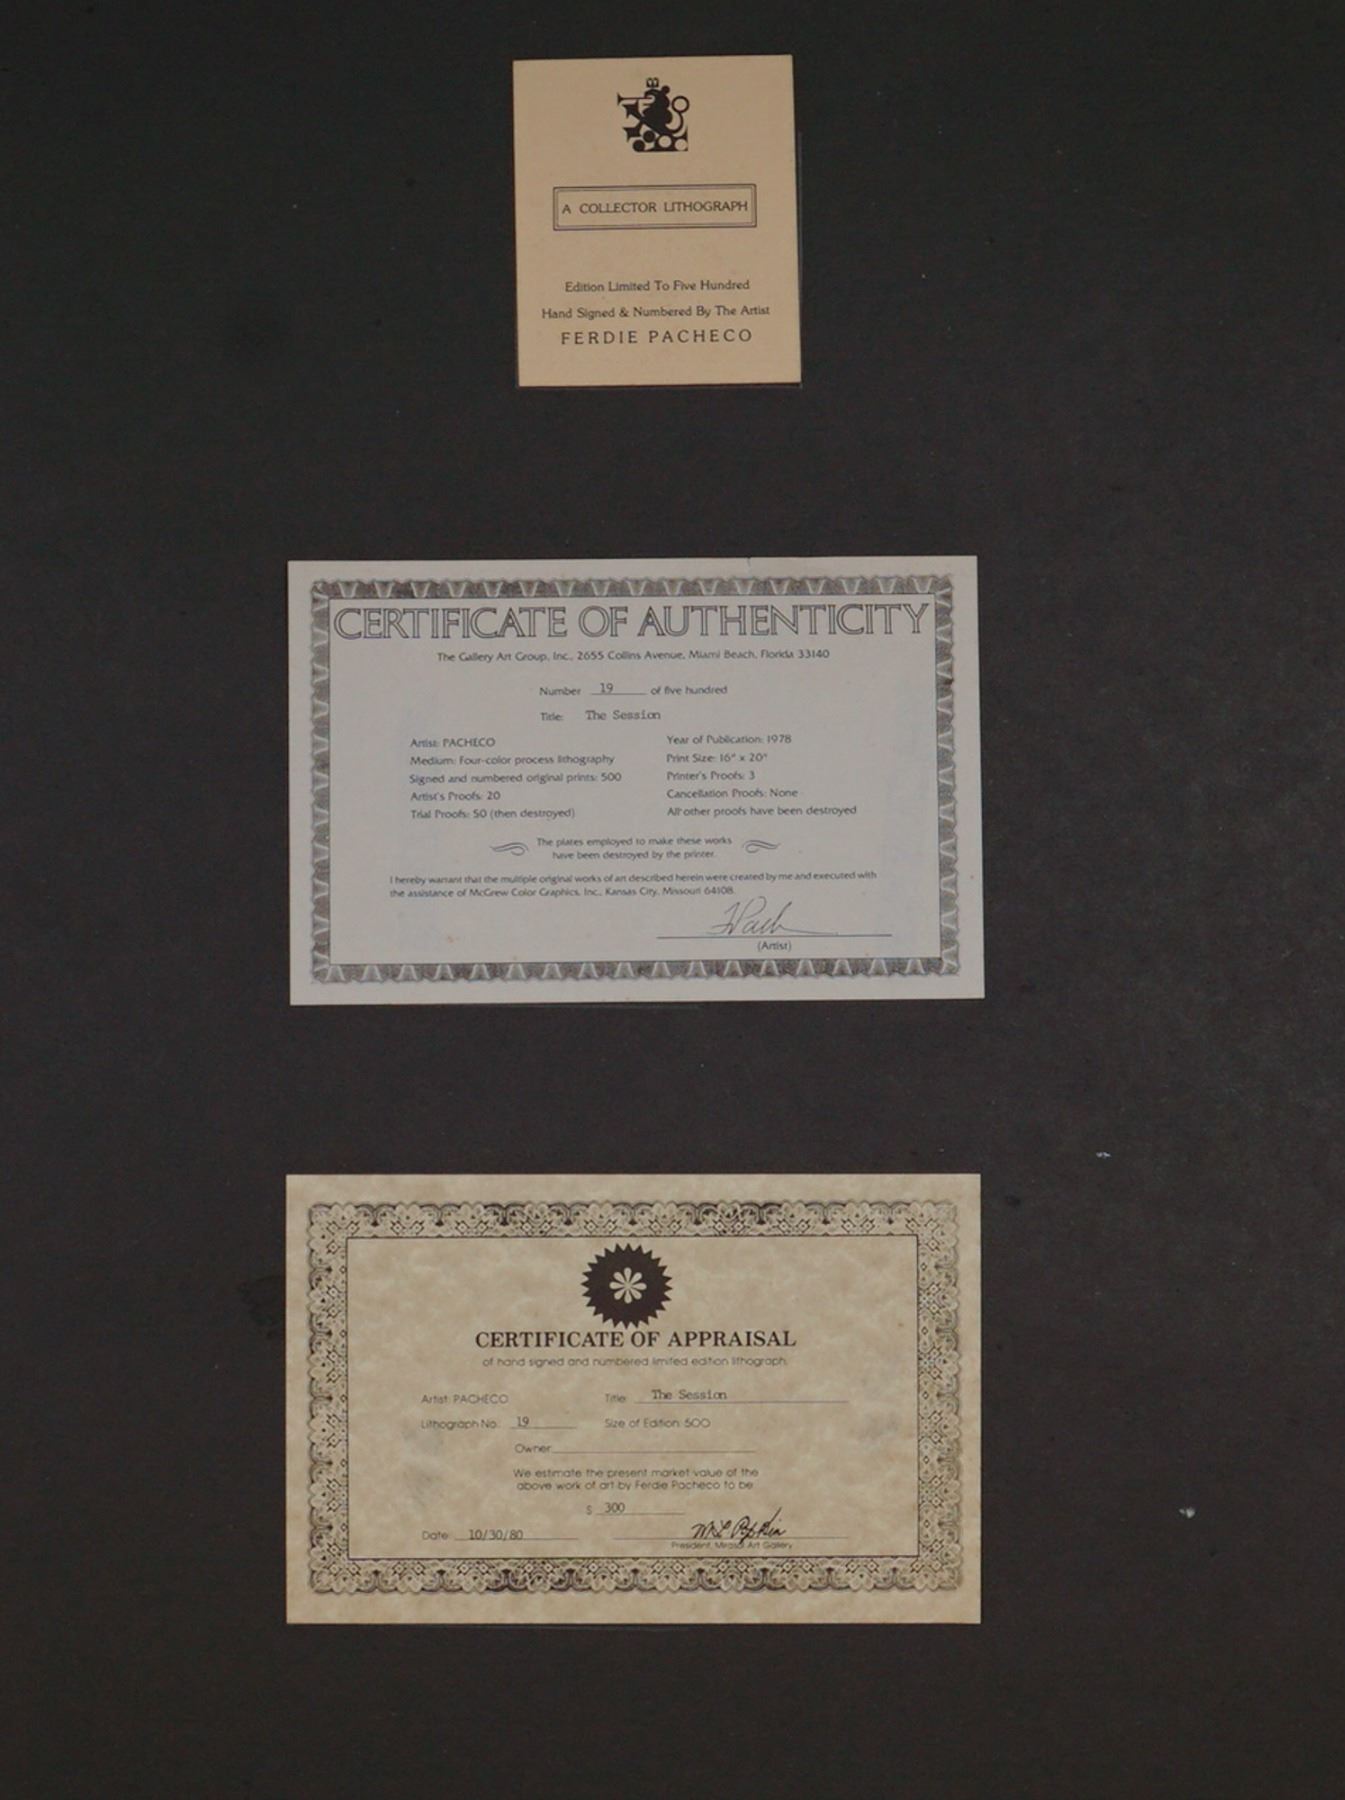 A COLLECTOR LITHOGRAPH
Edition Limited To Five Hundred
Hand Signed & Numbered By The Artist
FERDIE PACHECO
CERTIFICATE OF AUTHENTICITY
The Gallery Art Group, Inc., 2655 Collins Avenue, Miami Beach, Florida 33140
Number 19 of five hundred
Title: The Session
Artist: PACHECO
Medium: Four-color process lithography
Signed and numbered original prints: 500
Artist's Proofs: 20
Trial Proofs: 50 (then destroyed)
Year of Publication: 1978
Print Size: 16" x 20"
Printer's Proofs: 3
Cancellation Proofs: None
All other proofs have been destroyed
The plates employed to make these works
have been destroyed by the printer.
I hereby warrant that the multiple original works of art described herein were created by me and executed with
the assistance of McGrew Color Graphics, Inc., Kansas City, Missouri 64108.
(Artist)
CERTIFICATE OF APPRAISAL
of hand signed and numbered limited edition lithograph.
Artist: PACHECO Title: The Session
Lithograph No. 19 Size of Edition: 500
Owner
We estimate the present market value of the
above work of art by Ferdie Pacheco to be
$ 300
Date 10/30/80
President, Mirasol Art Gallery